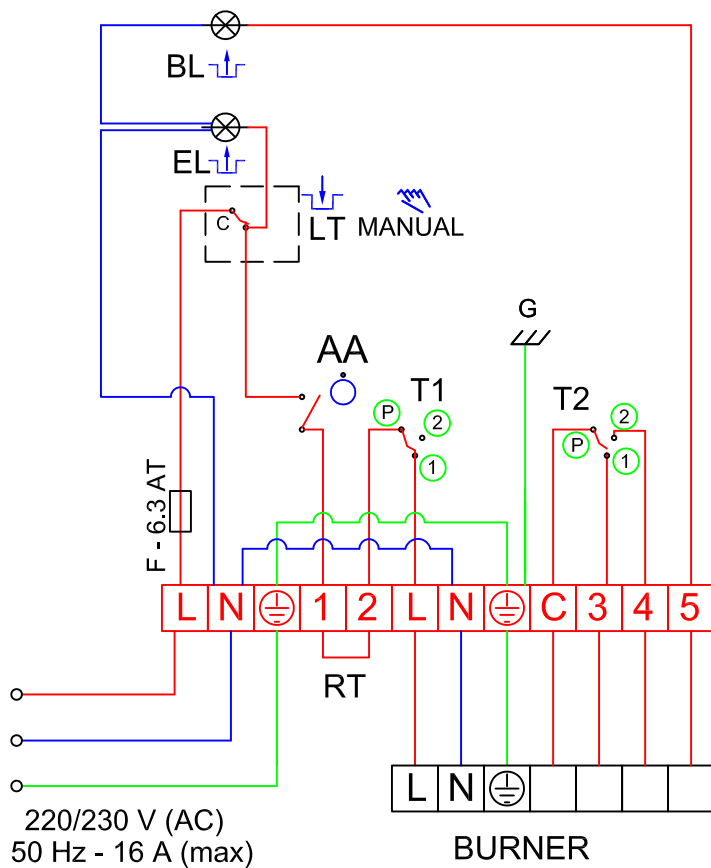 BL
EL
C
LT MANUAL
G
AA
T1
T2
P
2
1
2
P
1
F - 6.3 AT
L N 1 2 L N C 3 4 5
RT
L N
220/230 V (AC)
50 Hz - 16 A (max)
BURNER